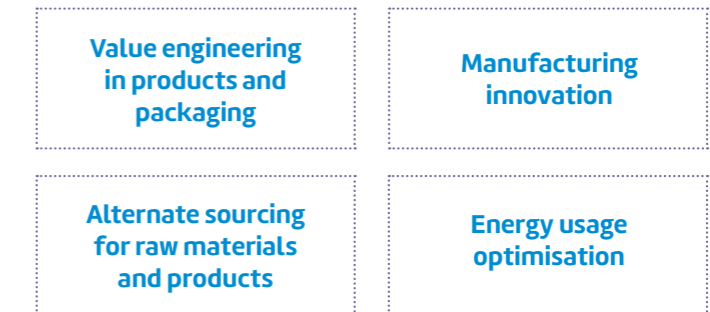 Value engineering
in products and
packaging
Manufacturing
innovation
Alternate sourcing
for raw materials
and products
Energy usage
optimisation